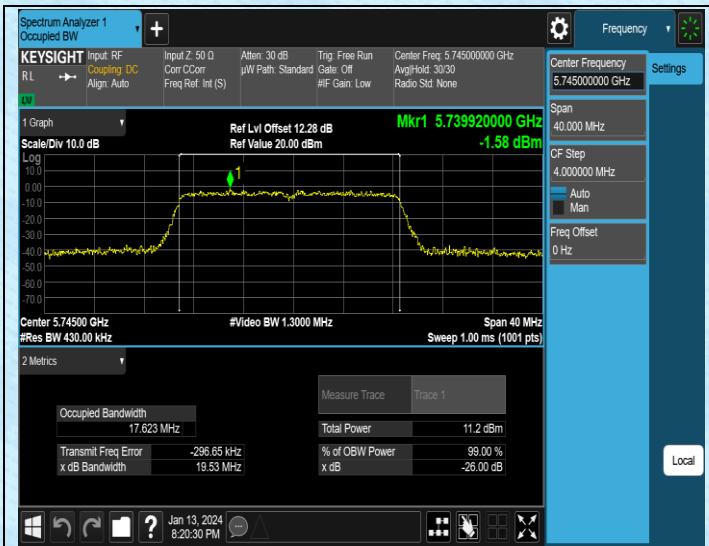 Spectrum Analyzer 1
Occupied BW
Frequency
KEYSIGHT
RL
Input: RF
Coupling: DC
Align: Auto
Input Z: 50 Ω
Corr CCorr
Freq Ref: Int (S)
Atten: 30 dB
µW Path: Standard
Trig: Free Run
Gate: Off
#IF Gain: Low
Center Freq: 5.745000000 GHz
Avg|Hold: 30/30
Radio Std: None
1 Graph
Scale/Div 10.0 dB
Ref Lvl Offset 12.28 dB
Ref Value 20.00 dBm
Mkr1 5.739920000 GHz
-1.58 dBm
Log
10.0
0.00
-10.0
-20.0
-30.0
-40.0
-50.0
-60.0
-70.0
1
Center 5.74500 GHz
#Res BW 430.00 kHz
#Video BW 1.3000 MHz
Span 40 MHz
Sweep 1.00 ms (1001 pts)
2 Metrics
Measure Trace
Trace 1
Occupied Bandwidth
17.623 MHz
Total Power
11.2 dBm
Transmit Freq Error
-296.65 kHz
% of OBW Power
99.00 %
x dB Bandwidth
19.53 MHz
x dB
-26.00 dB
Center Frequency
5.745000000 GHz
Settings
Span
40.000 MHz
CF Step
4.000000 MHz
Auto
Man
Freq Offset
0 Hz
Local
?
Jan 13, 2024
8:20:30 PM